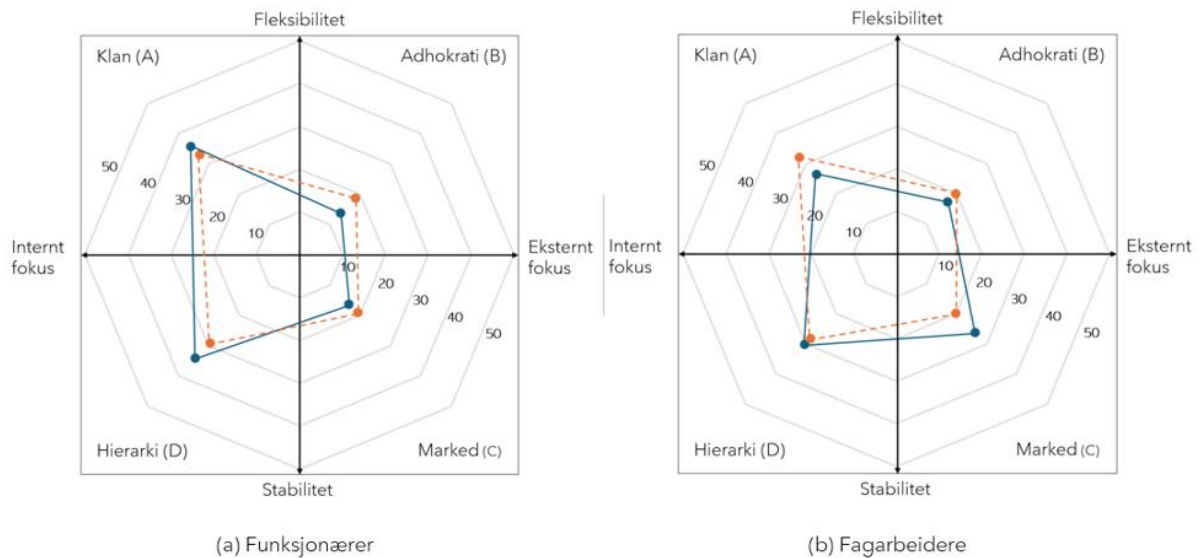 Fleksibilitet
Klan (A)
Adhokrati (B)
50
40
30
20
10
Internt
fokus
Eksternt
fokus
10
20
30
40
50
Hierarki (D)
Marked (C)
Stabilitet
(a) Funksjonærer
Fleksibilitet
Klan (A)
Adhokrati (B)
50
40
30
20
10
Internt
fokus
Eksternt
fokus
10
20
30
40
50
Hierarki (D)
Marked (C)
Stabilitet
(b) Fagarbeidere